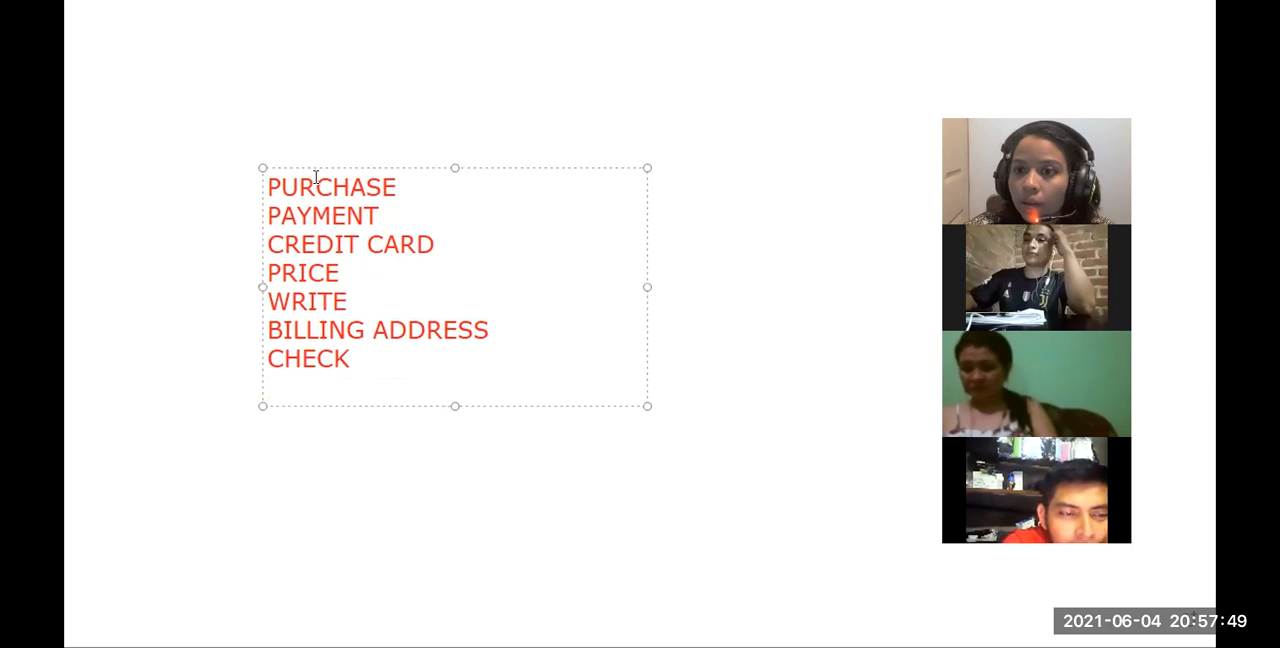 PURCHASE
PAYMENT
CREDIT CARD
PRICE
WRITE
BILLING ADDRESS
CHECK
2021-06-04 20:57:49